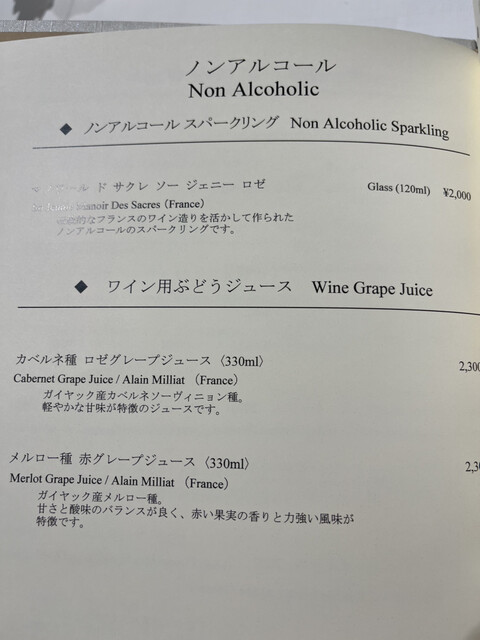 ノンアルコール
Non Alcoholic
◆ ノンアルコール スパークリング Non Alcoholic Sparkling
ール ド サクレ ソー ジェニー ロゼ Glass (120ml) ¥2,000
Manoir Des Sacres (France)
的なフランスのワイン造りを活かして作られた
ノンアルコールのスパークリングです。
◆ ワイン用ぶどうジュース Wine Grape Juice
カベルネ種 ロゼグレープジュース〈330ml〉 2,300
Cabernet Grape Juice / Alain Milliat （France）
ガイヤック産カベルネソーヴィニョン種。
軽やかな甘味が特徴のジュースです。
メルロー種 赤グレープジュース〈330ml〉 2,3
Merlot Grape Juice / Alain Milliat （France）
ガイヤック産メルロー種。
甘さと酸味のバランスが良く、赤い果実の香りと力強い風味が
特徴です。